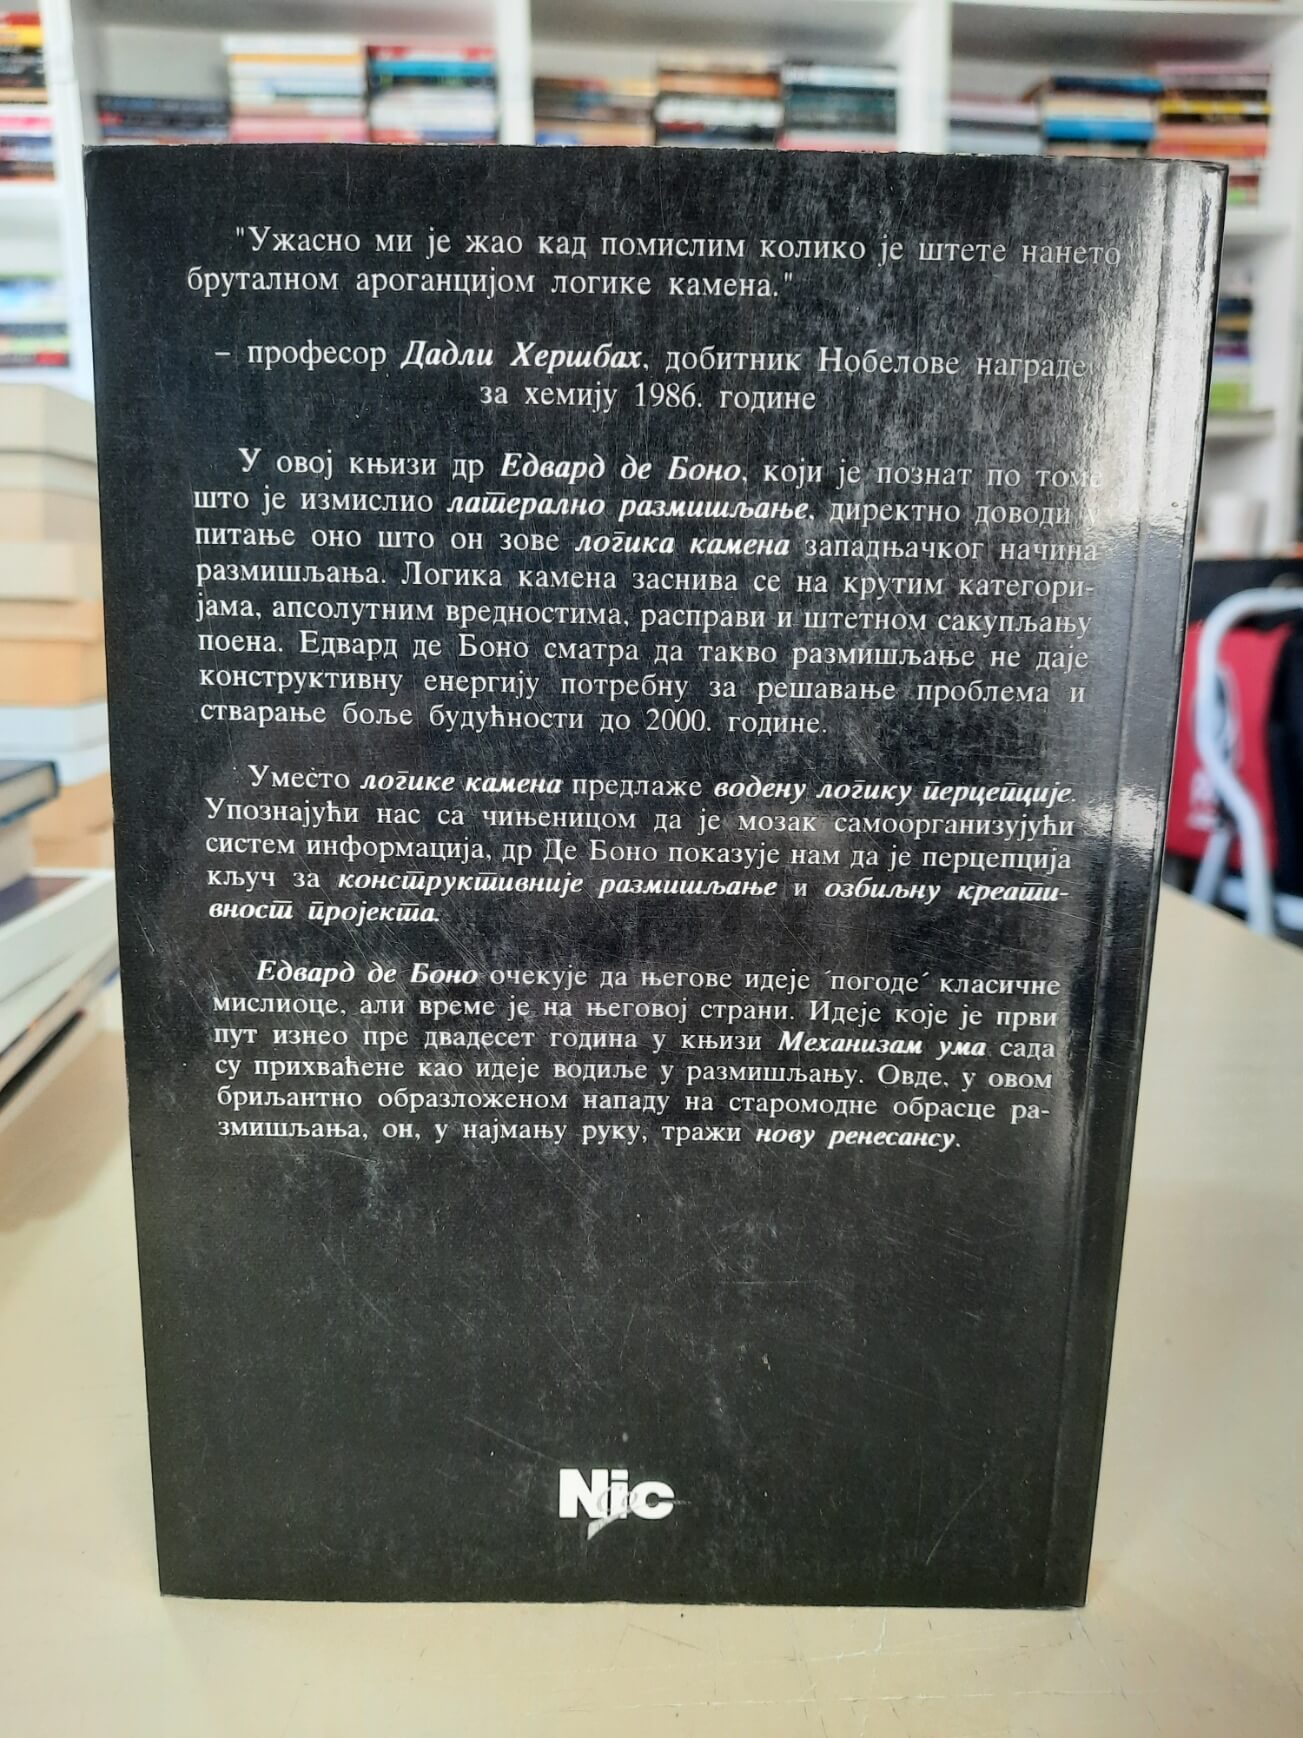 "Ужасно ми је жао кад помислим колико је штете нането
бруталном ароганцијом логике камена."
– професор Дадли Хершбах, добитник Нобелове награде
за хемију 1986. године
У овој књизи др Едвард де Боно, који је познат по томе
што је измислио латерално размишљање, директно доводи у
питање оно што он зове логика камена западњачког начина
размишљања. Логика камена заснива се на крутим категори-
јама, апсолутним вредностима, расправи и штетном сакупљању
поена. Едвард де Боно сматра да такво размишљање не даје
конструктивну енергију потребну за решавање проблема и
стварање боље будућности до 2000. године.
Уместо логике камена предлаже водену логику перцепције.
Упознајући нас са чињеницом да је мозак самоорганизујући
систем информација, др Де Боно показује нам да је перцепција
кључ за конструктивније размишљање и озбиљну креати-
вност пројекта.
Едвард де Боно очекује да његове идеје ´погоде´ класичне
мислиоце, али време је на његовој страни. Идеје које је први
пут изнео пре двадесет година у књизи Механизам ума сада
су прихваћене као идеје водиље у размишљању. Овде, у овом
бриљантно образложеном нападу на старомодне обрасце ра-
змишљања, он, у најмању руку, тражи нову ренесансу.
Nic